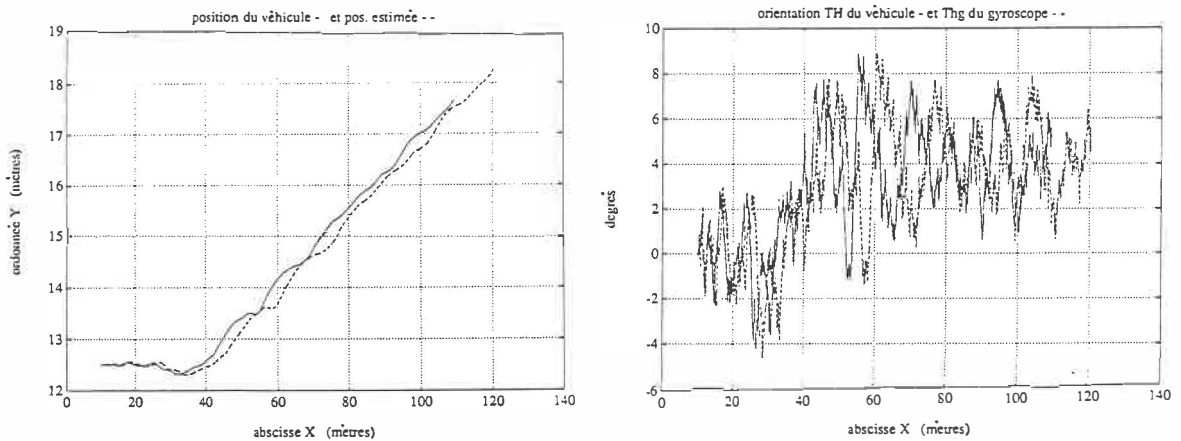 position du véhicule - et pos. estimée - -
19
18
17
16
15
14
13
12
ordonnée Y (mètres)
0 20 40 60 80 100 120 140
abscisse X (mètres)
orientation TH du véhicule - et Thg du gyroscope - -
10
8
6
4
2
0
-2
-4
-6
degrés
0 20 40 60 80 100 120 140
abscisse X (mètres)